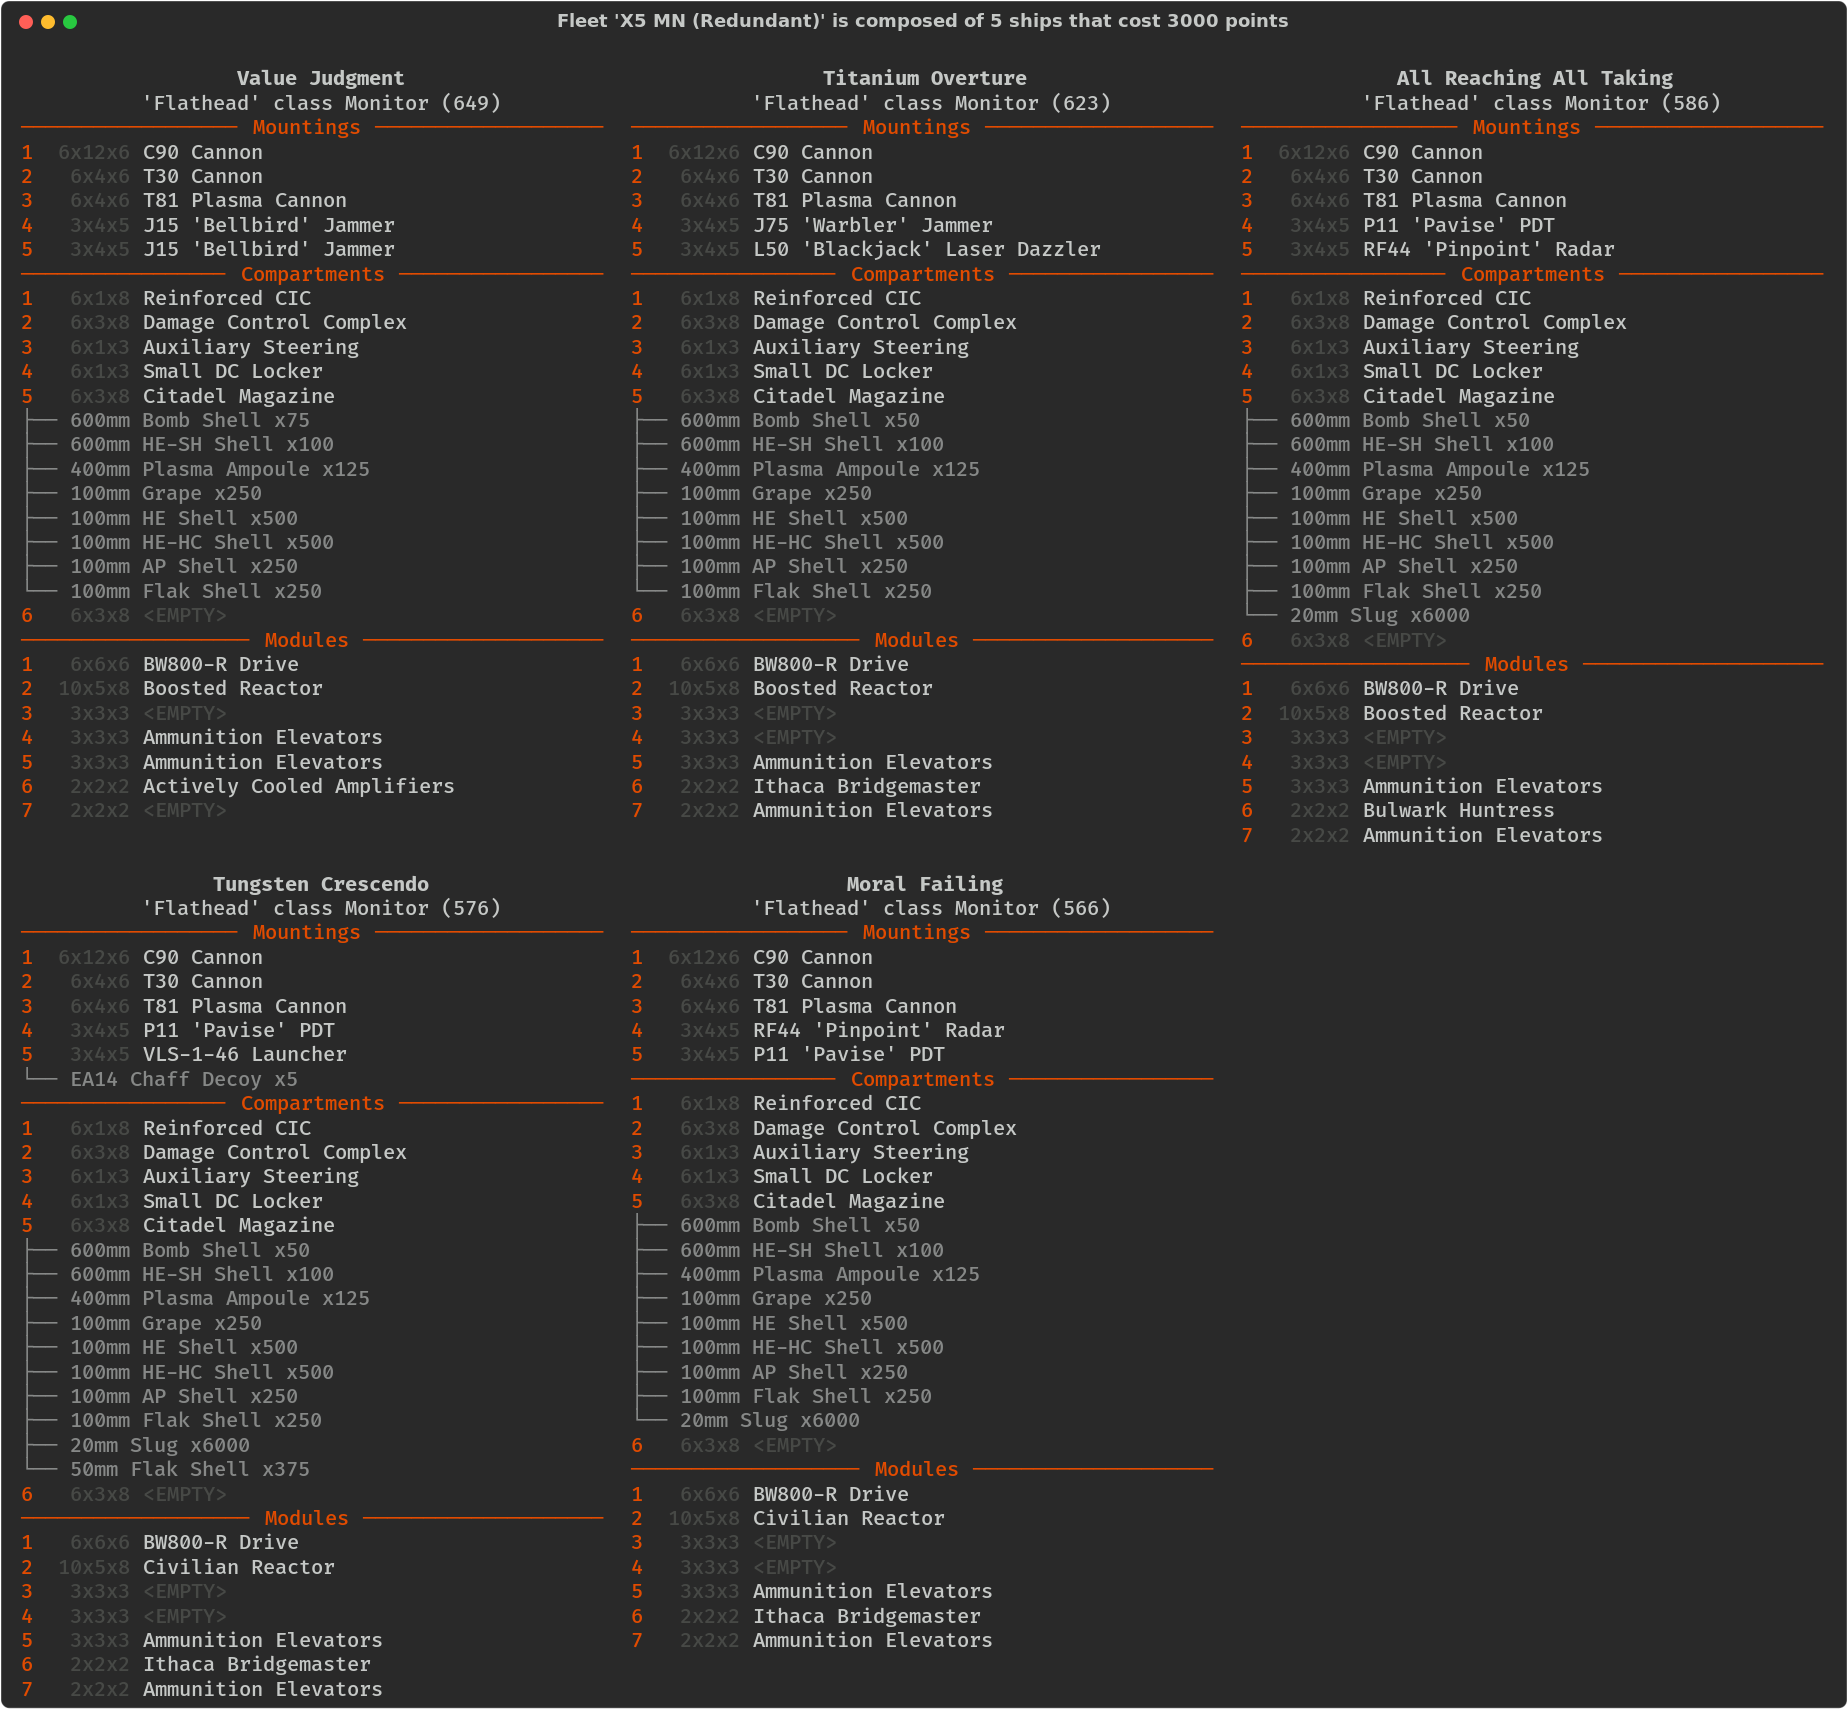 Fleet 'X5 MN (Redundant)' is composed of 5 ships that cost 3000 points
Value Judgment
'Flathead' class Monitor (649)
Mountings
1 6x12x6 C90 Cannon
2 6x4x6 T30 Cannon
3 6x4x6 T81 Plasma Cannon
4 3x4x5 J15 'Bellbird' Jammer
5 3x4x5 J15 'Bellbird' Jammer
Compartments
1 6x1x8 Reinforced CIC
2 6x3x8 Damage Control Complex
3 6x1x3 Auxiliary Steering
4 6x1x3 Small DC Locker
5 6x3x8 Citadel Magazine
600mm Bomb Shell x75
600mm HE-SH Shell x100
400mm Plasma Ampoule x125
100mm Grape x250
100mm HE Shell x500
100mm HE-HC Shell x500
100mm AP Shell x250
100mm Flak Shell x250
6 6x3x8 <EMPTY>
Modules
1 6x6x6 BW800-R Drive
2 10x5x8 Boosted Reactor
3 3x3x3 <EMPTY>
4 3x3x3 Ammunition Elevators
5 3x3x3 Ammunition Elevators
6 2x2x2 Actively Cooled Amplifiers
7 2x2x2 <EMPTY>
Titanium Overture
'Flathead' class Monitor (623)
Mountings
1 6x12x6 C90 Cannon
2 6x4x6 T30 Cannon
3 6x4x6 T81 Plasma Cannon
4 3x4x5 J75 'Warbler' Jammer
5 3x4x5 L50 'Blackjack' Laser Dazzler
Compartments
1 6x1x8 Reinforced CIC
2 6x3x8 Damage Control Complex
3 6x1x3 Auxiliary Steering
4 6x1x3 Small DC Locker
5 6x3x8 Citadel Magazine
600mm Bomb Shell x50
600mm HE-SH Shell x100
400mm Plasma Ampoule x125
100mm Grape x250
100mm HE Shell x500
100mm HE-HC Shell x500
100mm AP Shell x250
100mm Flak Shell x250
6 6x3x8 <EMPTY>
Modules
1 6x6x6 BW800-R Drive
2 10x5x8 Boosted Reactor
3 3x3x3 <EMPTY>
4 3x3x3 <EMPTY>
5 3x3x3 Ammunition Elevators
6 2x2x2 Ithaca Bridgemaster
7 2x2x2 Ammunition Elevators
All Reaching All Taking
'Flathead' class Monitor (586)
Mountings
1 6x12x6 C90 Cannon
2 6x4x6 T30 Cannon
3 6x4x6 T81 Plasma Cannon
4 3x4x5 P11 'Pavise' PDT
5 3x4x5 RF44 'Pinpoint' Radar
Compartments
1 6x1x8 Reinforced CIC
2 6x3x8 Damage Control Complex
3 6x1x3 Auxiliary Steering
4 6x1x3 Small DC Locker
5 6x3x8 Citadel Magazine
600mm Bomb Shell x50
600mm HE-SH Shell x100
400mm Plasma Ampoule x125
100mm Grape x250
100mm HE Shell x500
100mm HE-HC Shell x500
100mm AP Shell x250
100mm Flak Shell x250
20mm Slug x6000
6 6x3x8 <EMPTY>
Modules
1 6x6x6 BW800-R Drive
2 10x5x8 Boosted Reactor
3 3x3x3 <EMPTY>
4 3x3x3 <EMPTY>
5 3x3x3 Ammunition Elevators
6 2x2x2 Bulwark Huntress
7 2x2x2 Ammunition Elevators
Tungsten Crescendo
'Flathead' class Monitor (576)
Mountings
1 6x12x6 C90 Cannon
2 6x4x6 T30 Cannon
3 6x4x6 T81 Plasma Cannon
4 3x4x5 P11 'Pavise' PDT
5 3x4x5 VLS-1-46 Launcher
EA14 Chaff Decoy x5
Compartments
1 6x1x8 Reinforced CIC
2 6x3x8 Damage Control Complex
3 6x1x3 Auxiliary Steering
4 6x1x3 Small DC Locker
5 6x3x8 Citadel Magazine
600mm Bomb Shell x50
600mm HE-SH Shell x100
400mm Plasma Ampoule x125
100mm Grape x250
100mm HE Shell x500
100mm HE-HC Shell x500
100mm AP Shell x250
100mm Flak Shell x250
20mm Slug x6000
50mm Flak Shell x375
6 6x3x8 <EMPTY>
Modules
1 6x6x6 BW800-R Drive
2 10x5x8 Civilian Reactor
3 3x3x3 <EMPTY>
4 3x3x3 <EMPTY>
5 3x3x3 Ammunition Elevators
6 2x2x2 Ithaca Bridgemaster
7 2x2x2 Ammunition Elevators
Moral Failing
'Flathead' class Monitor (566)
Mountings
1 6x12x6 C90 Cannon
2 6x4x6 T30 Cannon
3 6x4x6 T81 Plasma Cannon
4 3x4x5 RF44 'Pinpoint' Radar
5 3x4x5 P11 'Pavise' PDT
Compartments
1 6x1x8 Reinforced CIC
2 6x3x8 Damage Control Complex
3 6x1x3 Auxiliary Steering
4 6x1x3 Small DC Locker
5 6x3x8 Citadel Magazine
600mm Bomb Shell x50
600mm HE-SH Shell x100
400mm Plasma Ampoule x125
100mm Grape x250
100mm HE Shell x500
100mm HE-HC Shell x500
100mm AP Shell x250
100mm Flak Shell x250
20mm Slug x6000
6 6x3x8 <EMPTY>
Modules
1 6x6x6 BW800-R Drive
2 10x5x8 Civilian Reactor
3 3x3x3 <EMPTY>
4 3x3x3 <EMPTY>
5 3x3x3 Ammunition Elevators
6 2x2x2 Ithaca Bridgemaster
7 2x2x2 Ammunition Elevators